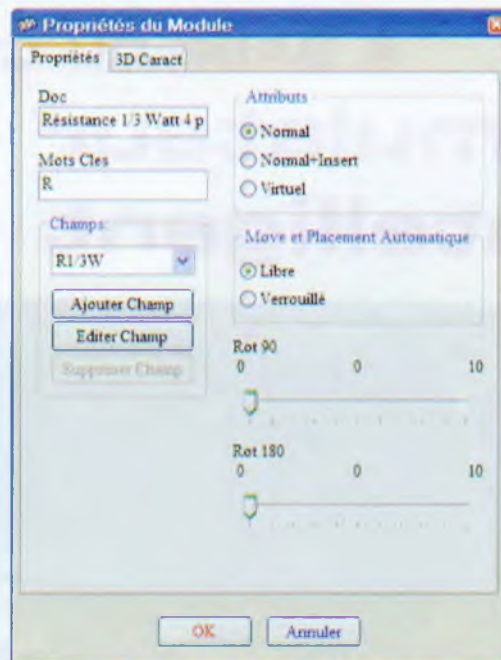 Propriétés du Module
Propriétés
3D Caract
Doc
Résistance 1/3 Watt 4 p
Mots Cles
R
Champs:
R1/3W
Ajouter Champ
Editer Champ
Supprimer Champ
Attributs
Normal
Normal+Insert
Virtuel
Move et Placement Automatique
Libre
Verrouillé
Rot 90
0 0 10
Rot 180
0 0 10
OK
Annuler